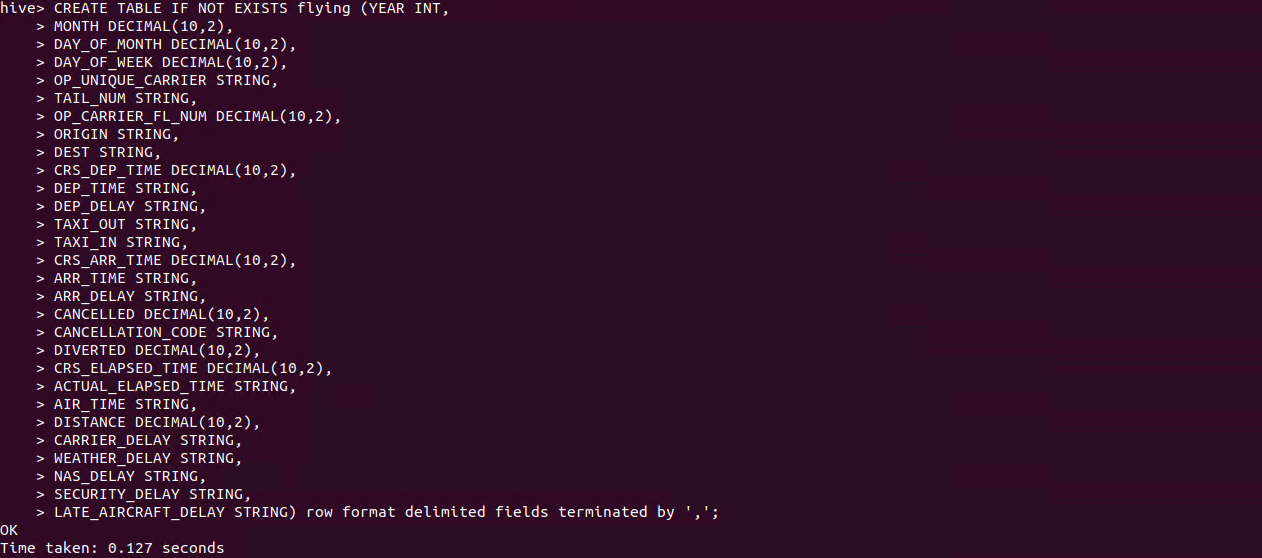 hive> CREATE TABLE IF NOT EXISTS flying (YEAR INT,
    > MONTH DECIMAL(10,2),
    > DAY_OF_MONTH DECIMAL(10,2),
    > DAY_OF_WEEK DECIMAL(10,2),
    > OP_UNIQUE_CARRIER STRING,
    > TAIL_NUM STRING,
    > OP_CARRIER_FL_NUM DECIMAL(10,2),
    > ORIGIN STRING,
    > DEST STRING,
    > CRS_DEP_TIME DECIMAL(10,2),
    > DEP_TIME STRING,
    > DEP_DELAY STRING,
    > TAXI_OUT STRING,
    > TAXI_IN STRING,
    > CRS_ARR_TIME DECIMAL(10,2),
    > ARR_TIME STRING,
    > ARR_DELAY STRING,
    > CANCELLED DECIMAL(10,2),
    > CANCELLATION_CODE STRING,
    > DIVERTED DECIMAL(10,2),
    > CRS_ELAPSED_TIME DECIMAL(10,2),
    > ACTUAL_ELAPSED_TIME STRING,
    > AIR_TIME STRING,
    > DISTANCE DECIMAL(10,2),
    > CARRIER_DELAY STRING,
    > WEATHER_DELAY STRING,
    > NAS_DELAY STRING,
    > SECURITY_DELAY STRING,
    > LATE_AIRCRAFT_DELAY STRING) row format delimited fields terminated by ',';
OK
Time taken: 0.127 seconds